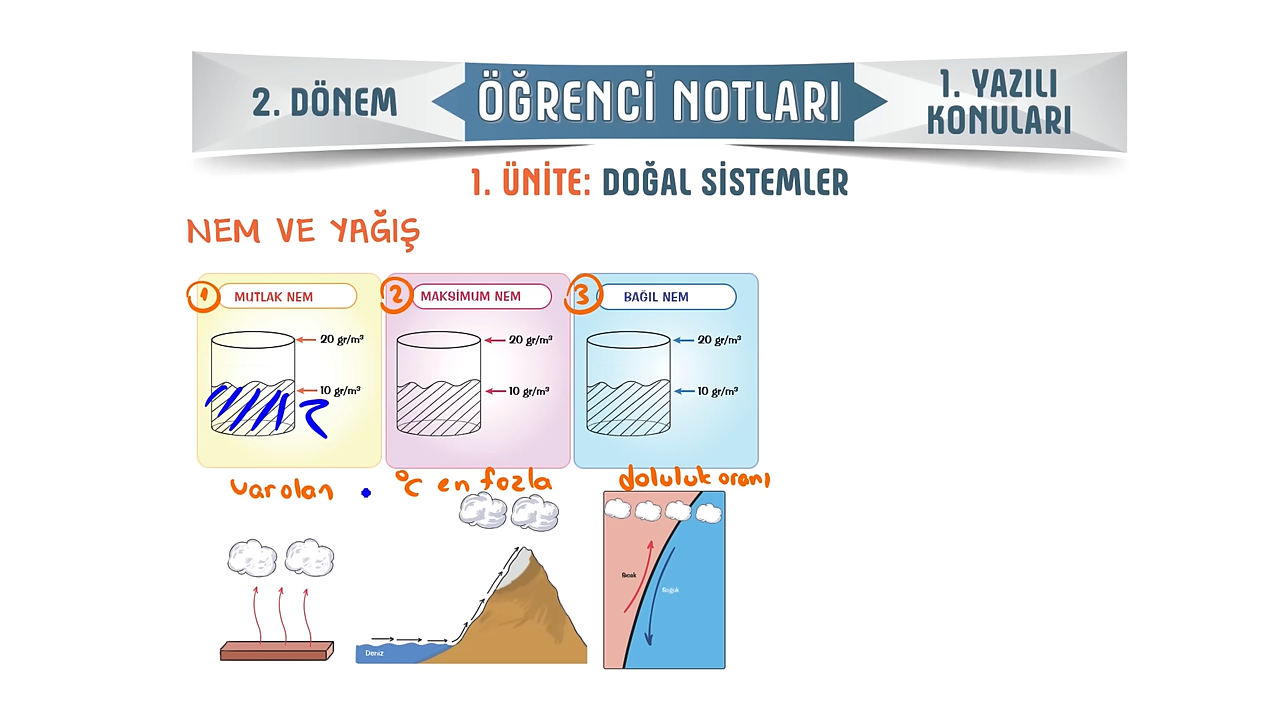 2. DÖNEM
ÖĞRENCİ NOTLARI
1. YAZILI
KONULARI
1. ÜNİTE: DOĞAL SİSTEMLER
NEM VE YAĞIŞ
1 MUTLAK NEM
20 gr/m³
10 gr/m³
var olan
2 MAKSİMUM NEM
20 gr/m³
10 gr/m³
°C en fazla
3 BAĞIL NEM
20 gr/m³
10 gr/m³
doluluk oranı
Deniz
Sıcak
Soğuk